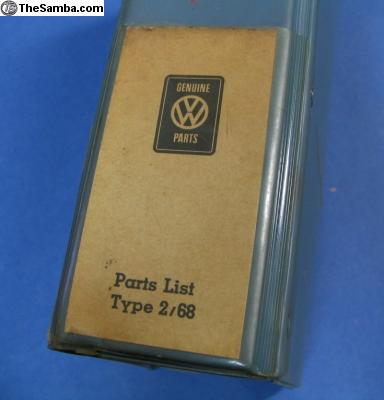 TheSamba.com
GENUINE
VW
PARTS
Parts List
Type 2/68